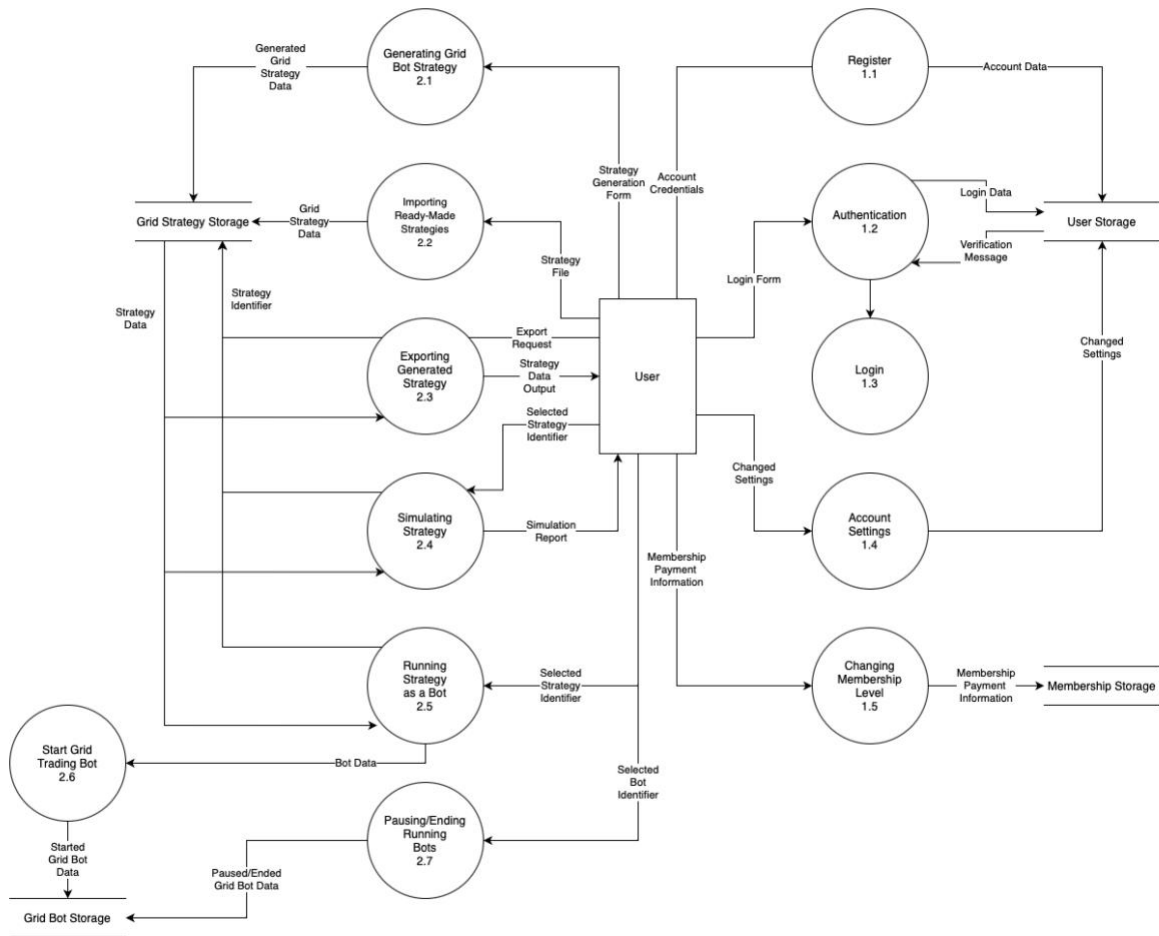 Generated
Grid
Strategy
Data
Generating Grid
Bot Strategy
2.1
Register
1.1
Account Data
Strategy
Generation
Form
Account
Credentials
Grid Strategy Storage
Grid
Strategy
Data
Importing
Ready-Made
Strategies
2.2
Authentication
1.2
Login Data
User Storage
Verification
Message
Strategy
File
Login Form
Strategy
Data
Strategy
Identifier
Export
Request
Exporting
Generated
Strategy
2.3
Strategy
Data
Output
User
Login
1.3
Changed
Settings
Selected
Strategy
Identifier
Changed
Settings
Simulating
Strategy
2.4
Simulation
Report
Account
Settings
1.4
Membership
Payment
Information
Running
Strategy
as a Bot
2.5
Selected
Strategy
Identifier
Changing
Membership
Level
1.5
Membership
Payment
Information
Membership Storage
Start Grid
Trading Bot
2.6
Bot Data
Selected
Bot
Identifier
Pausing/Ending
Running
Bots
2.7
Started
Grid Bot
Data
Paused/Ended
Grid Bot Data
Grid Bot Storage